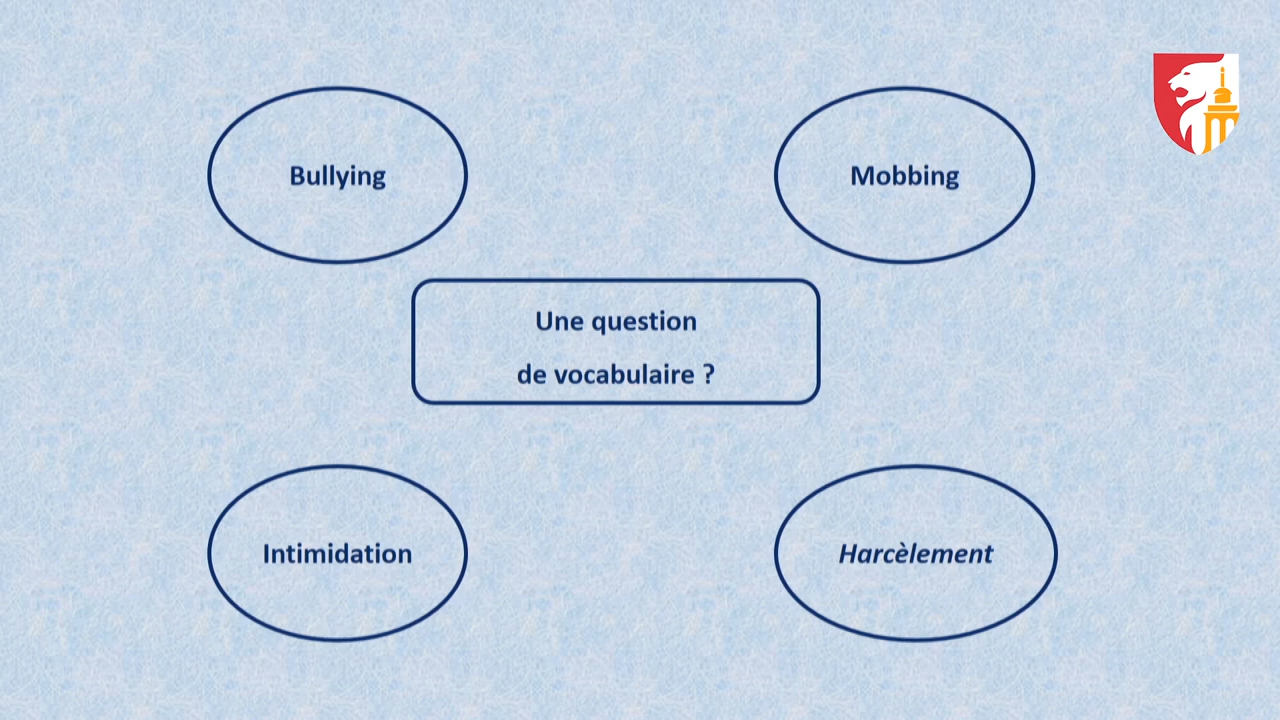 Bullying
Mobbing
Une question
de vocabulaire ?
Intimidation
Harcèlement